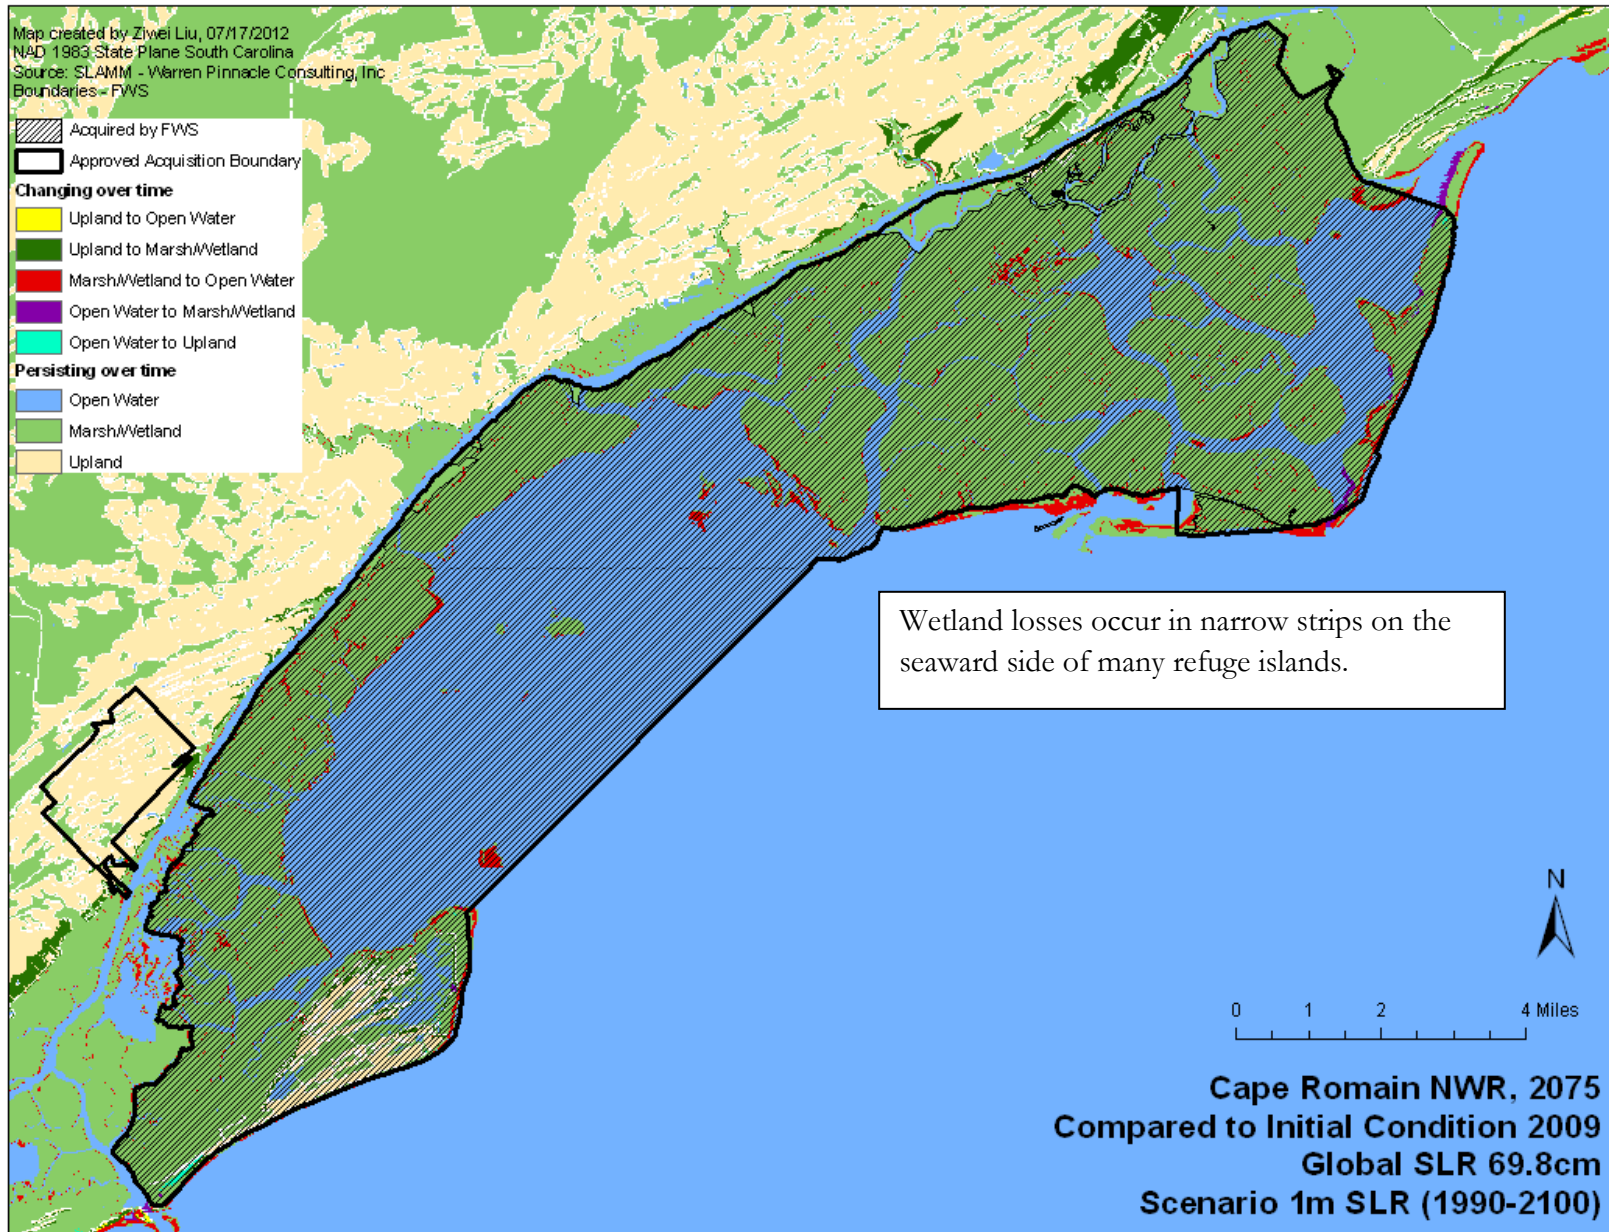 Map created by Ziwei Liu, 07/17/2012
NAD 1983 State Plane South Carolina
Source: SLAMM - Warren Pinnacle Consulting, Inc
Boundaries - FWS
Acquired by FWS
Approved Acquisition Boundary
Changing over time
Upland to Open Water
Upland to Marsh/Wetland
Marsh/Wetland to Open Water
Open Water to Marsh/Wetland
Open Water to Upland
Persisting over time
Open Water
Marsh/Wetland
Upland
Wetland losses occur in narrow strips on the
seaward side of many refuge islands.
N
0 1 2 4 Miles
Cape Romain NWR, 2075
Compared to Initial Condition 2009
Global SLR 69.8cm
Scenario 1m SLR (1990-2100)